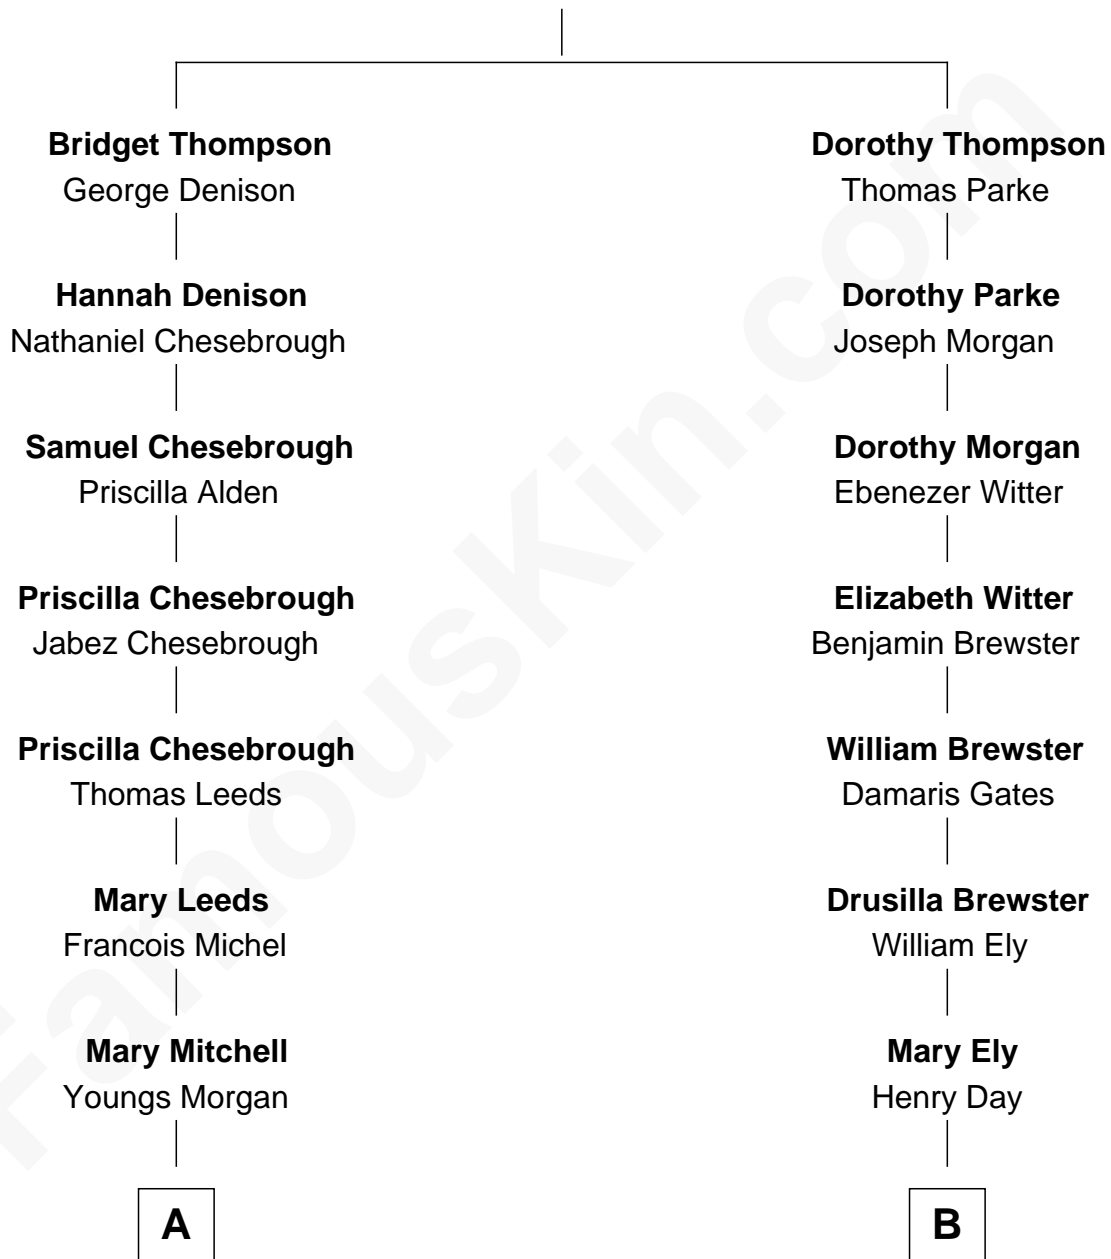 Bridget Thompson
George Denison
Hannah Denison
Nathaniel Chesebrough
Samuel Chesebrough
Priscilla Alden
Priscilla Chesebrough
Jabez Chesebrough
Priscilla Chesebrough
Thomas Leeds
Mary Leeds
Francois Michel
Mary Mitchell
Youngs Morgan
A
Dorothy Thompson
Thomas Parke
Dorothy Parke
Joseph Morgan
Dorothy Morgan
Ebenezer Witter
Elizabeth Witter
Benjamin Brewster
William Brewster
Damaris Gates
Drusilla Brewster
William Ely
Mary Ely
Henry Day
B
FamousKin.com